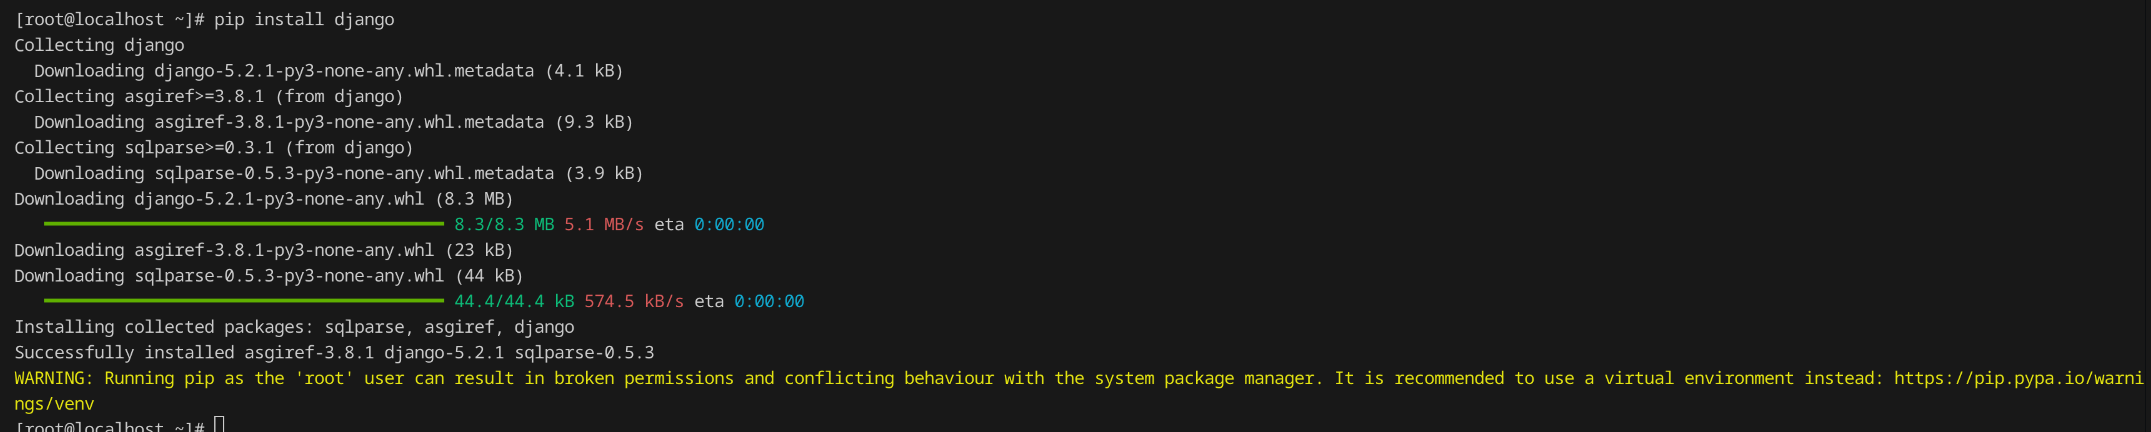 [root@localhost ~]# pip install django
Collecting django
  Downloading django-5.2.1-py3-none-any.whl.metadata (4.1 kB)
Collecting asgiref>=3.8.1 (from django)
  Downloading asgiref-3.8.1-py3-none-any.whl.metadata (9.3 kB)
Collecting sqlparse>=0.3.1 (from django)
  Downloading sqlparse-0.5.3-py3-none-any.whl.metadata (3.9 kB)
Downloading django-5.2.1-py3-none-any.whl (8.3 MB)
8.3/8.3 MB 5.1 MB/s eta 0:00:00
Downloading asgiref-3.8.1-py3-none-any.whl (23 kB)
Downloading sqlparse-0.5.3-py3-none-any.whl (44 kB)
44.4/44.4 kB 574.5 kB/s eta 0:00:00
Installing collected packages: sqlparse, asgiref, django
Successfully installed asgiref-3.8.1 django-5.2.1 sqlparse-0.5.3
WARNING: Running pip as the 'root' user can result in broken permissions and conflicting behaviour with the system package manager. It is recommended to use a virtual environment instead: https://pip.pypa.io/warni
ngs/venv
[root@localhost ~]#